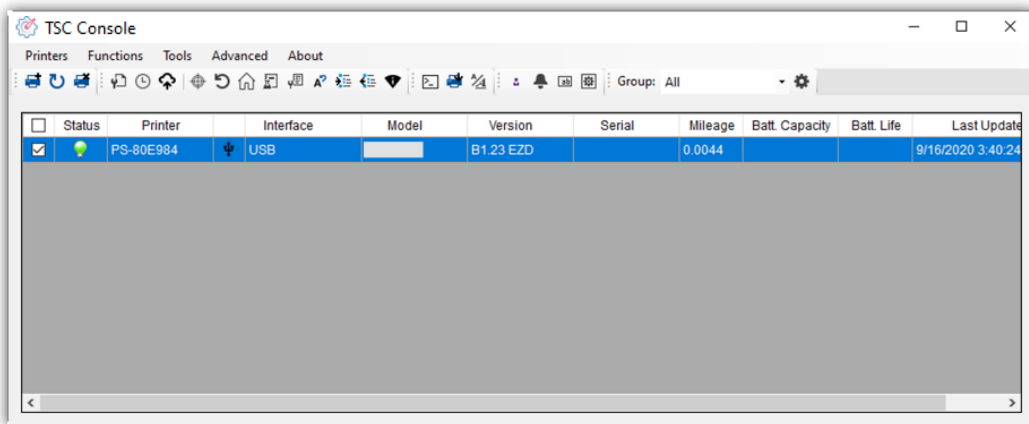 TSC Console
Printers Functions Tools Advanced About
Group: All
Status Printer Interface Model Version Serial Mileage Batt. Capacity Batt. Life Last Update
PS-80E984 USB B1.23 EZD 0.0044 9/16/2020 3:40:24